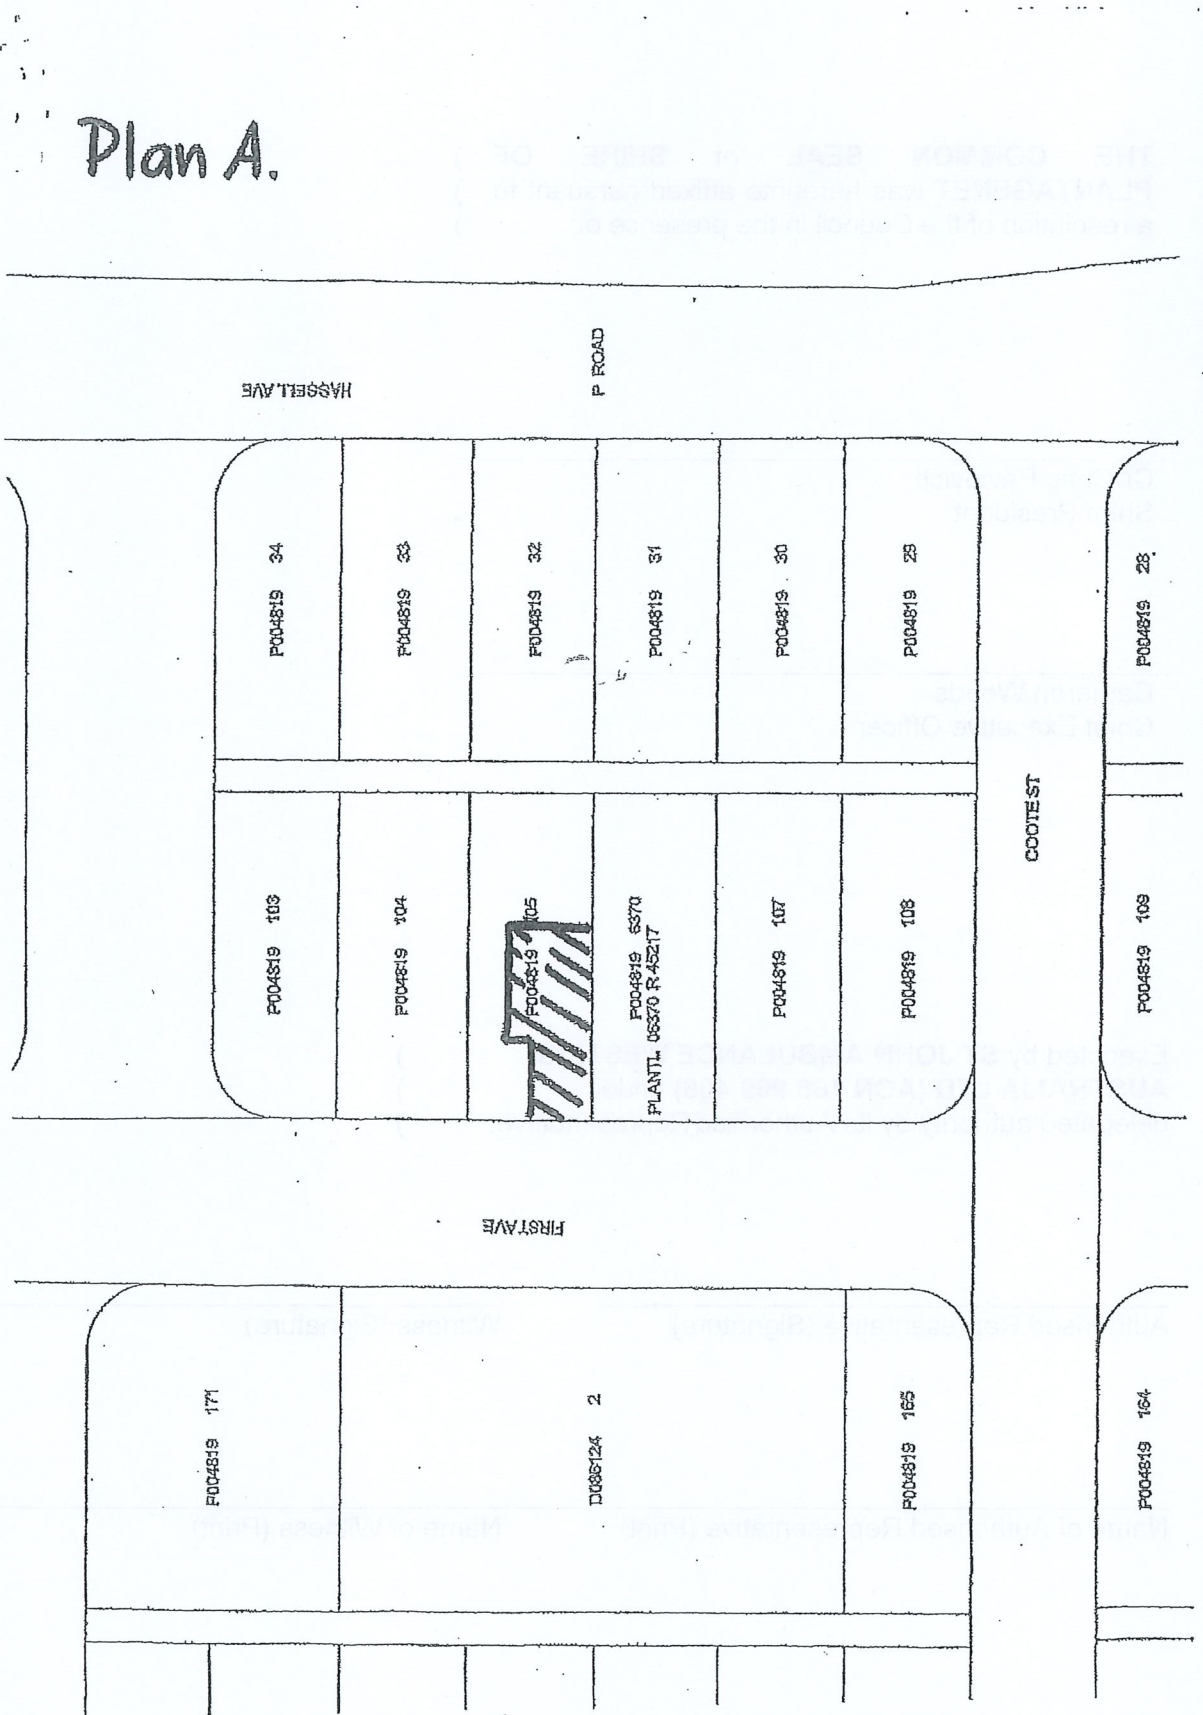 Plan A.
HASSELL AVE
P ROAD
P004819 34
P004819 33
P004819 32
P004819 31
P004819 30
P004819 29
P004819 28
COOTE ST
P004819 103
P004819 104
P004819 105
P004819 6370
PLANTA 06370 R 45217
P004819 107
P004819 108
P004819 109
FIRST AVE
P004819 171
D086124 2
P004819 165
P004819 164
THE COMMON SEAL of SHIRE OF
PLANTAGENET was hereunto affixed pursuant to
a resolution of the Council in the presence of:
Shire President
Cameron Woods
Chief Executive Officer
Executed by ST JOHN AMBULANCE WESTERN
Authorised Representative (Signature)
Witness (Signature)
Name of Authorised Representative (Print)
Name of Witness (Print)